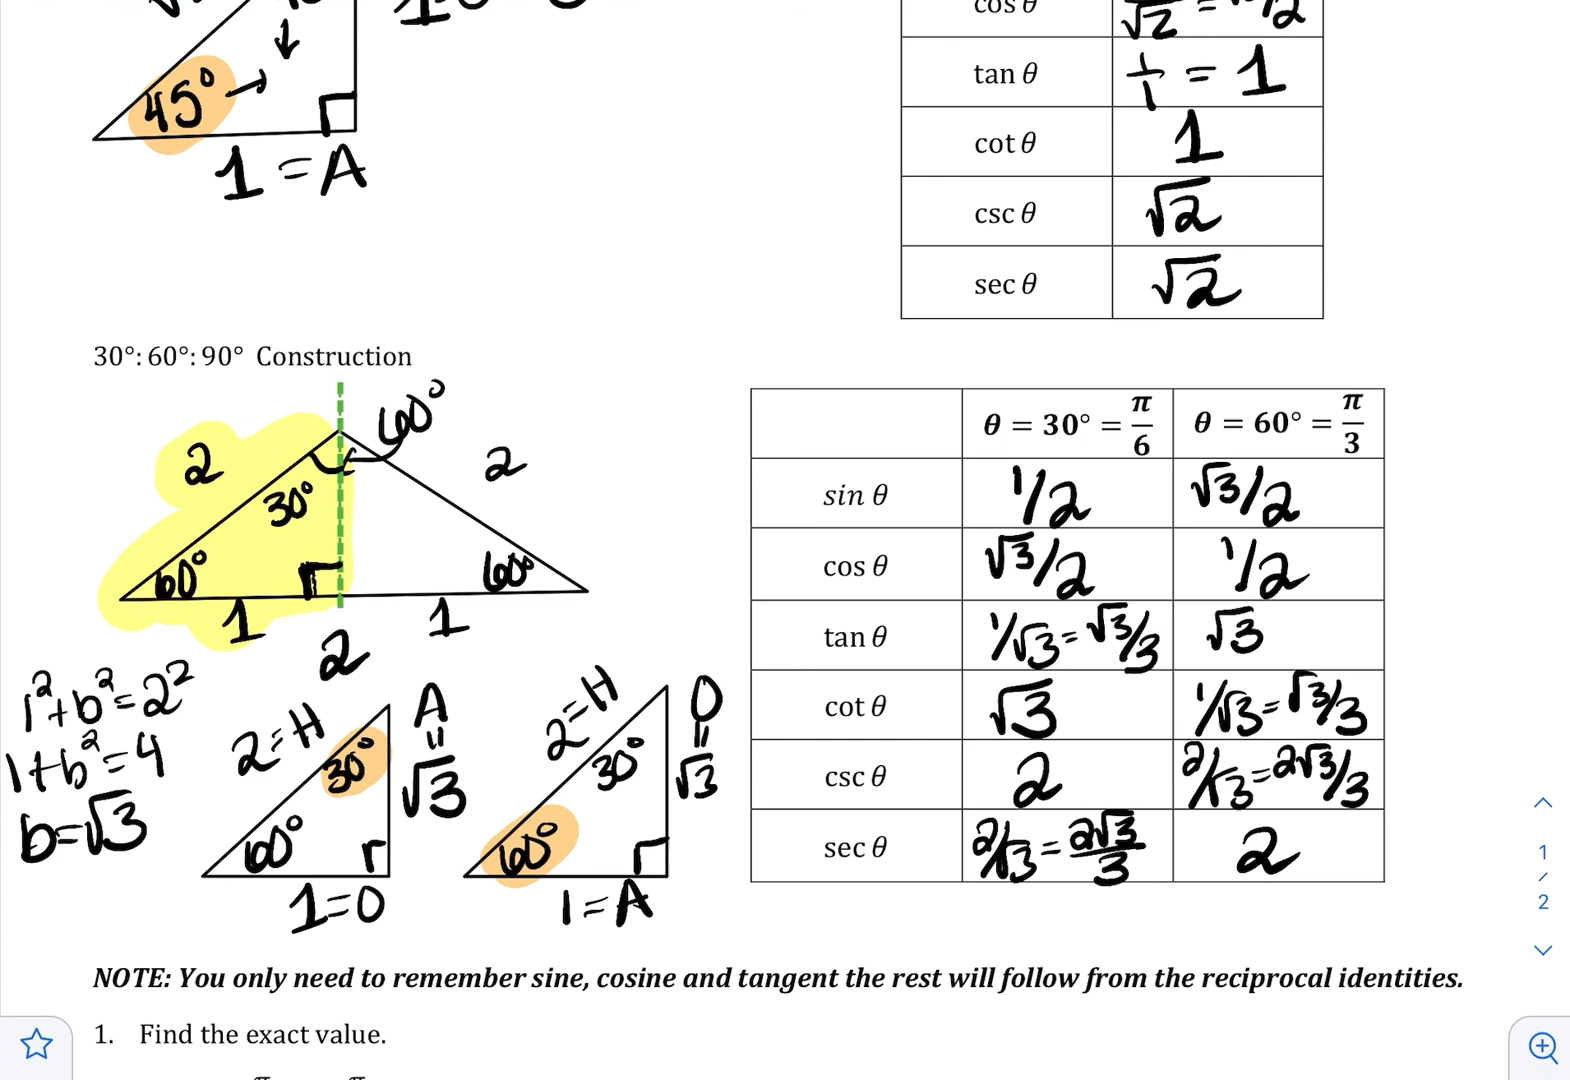 45°
1 = A
cos θ
√2 = /2
tan θ 1/1 = 1
cot θ 1
csc θ √2
sec θ √2
30°: 60°: 90° Construction
60°
2
2
30°
60°
60°
1
1
2
1² + b² = 2²
1 + b² = 4
b = √3
2 = H
A = √3
30°
60°
1 = O
2 = H
O = √3
30°
60°
1 = A
θ = 30° = π/6 θ = 60° = π/3
sin θ 1/2 √3/2
cos θ √3/2 1/2
tan θ 1/√3 = √3/3 √3
cot θ √3 1/√3 = √3/3
csc θ 2 2/√3 = 2√3/3
sec θ 2/√3 = 2√3/3 2
NOTE: You only need to remember sine, cosine and tangent the rest will follow from the reciprocal identities.
1. Find the exact value.
1
/
2